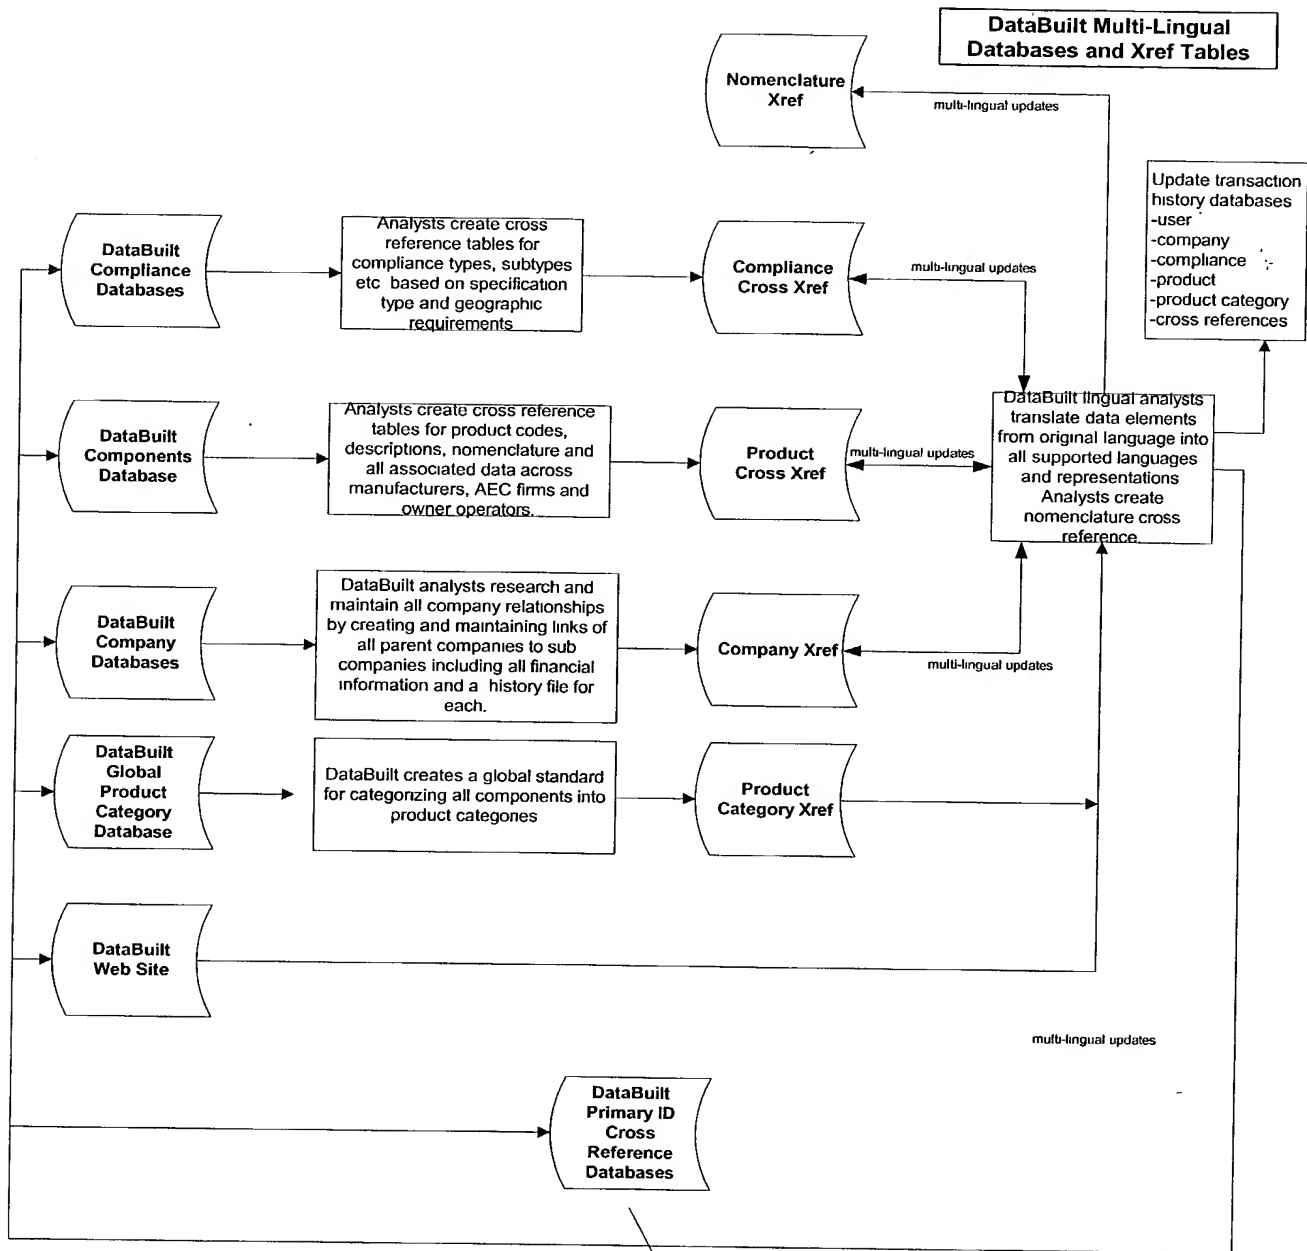 DataBuilt Multi-Lingual
Databases and Xref Tables
Nomenclature
Xref
multi-lingual updates
Update transaction
history databases
-user
-company
-compliance
-product
-product category
-cross references
DataBuilt
Compliance
Databases
Analysts create cross
reference tables for
compliance types, subtypes
etc based on specification
type and geographic
requirements
Compliance
Cross Xref
multi-lingual updates
DataBuilt
Components
Database
Analysts create cross reference
tables for product codes,
descriptions, nomenclature and
all associated data across
manufacturers, AEC firms and
owner operators.
Product
Cross Xref
multi-lingual updates
DataBuilt lingual analysts
translate data elements
from original language into
all supported languages
and representations
Analysts create
nomenclature cross
reference.
DataBuilt
Company
Databases
DataBuilt analysts research and
maintain all company relationships
by creating and maintaining links of
all parent companies to sub
companies including all financial
information and a history file for
each.
Company Xref
multi-lingual updates
DataBuilt
Global
Product
Category
Database
DataBuilt creates a global standard
for categorizing all components into
product categories
Product
Category Xref
DataBuilt
Web Site
multi-lingual updates
DataBuilt
Primary ID
Cross
Reference
Databases